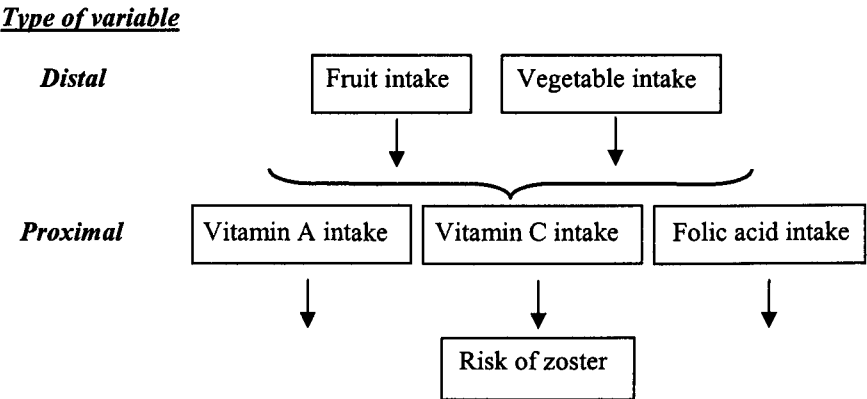 Type of variable
Distal
Fruit intake
Vegetable intake
Proximal
Vitamin A intake
Vitamin C intake
Folic acid intake
Risk of zoster